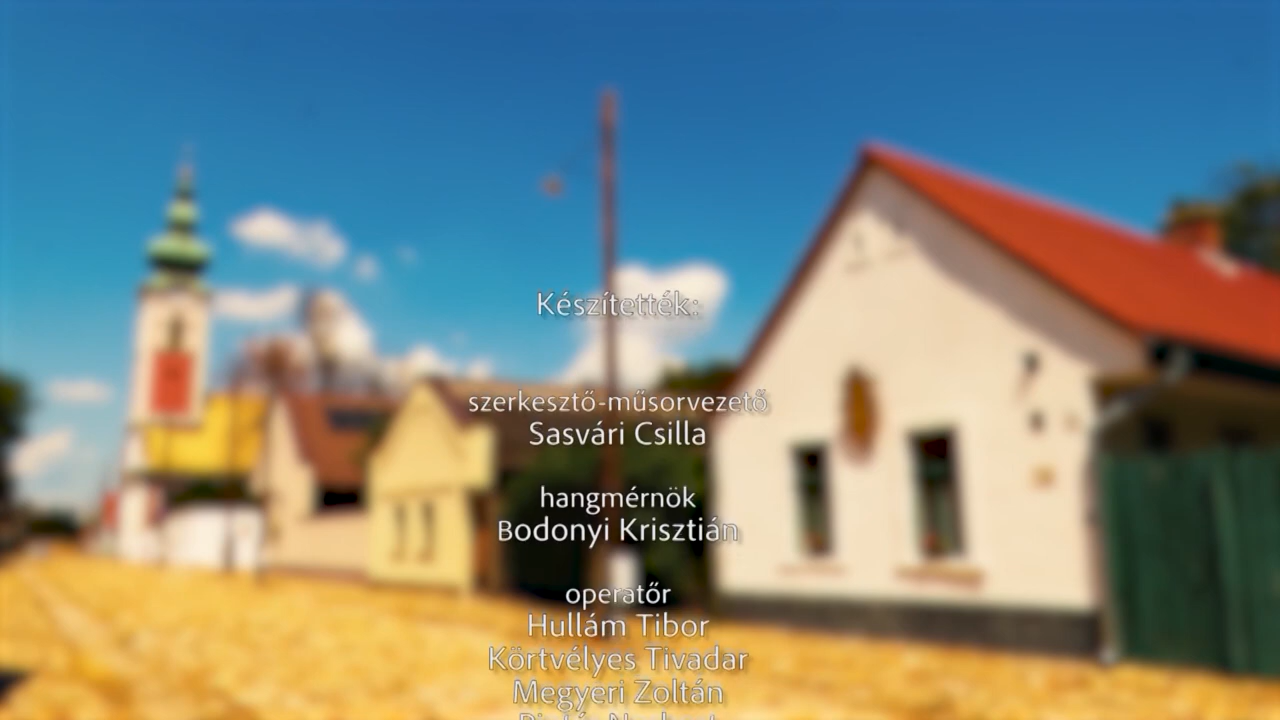 Készítették:
szerkesztő-műsorvezető
Sasvári Csilla
hangmérnök
Bodonyi Krisztián
operatőr
Hullám Tibor
Körtvélyes Tivadar
Megyeri Zoltán